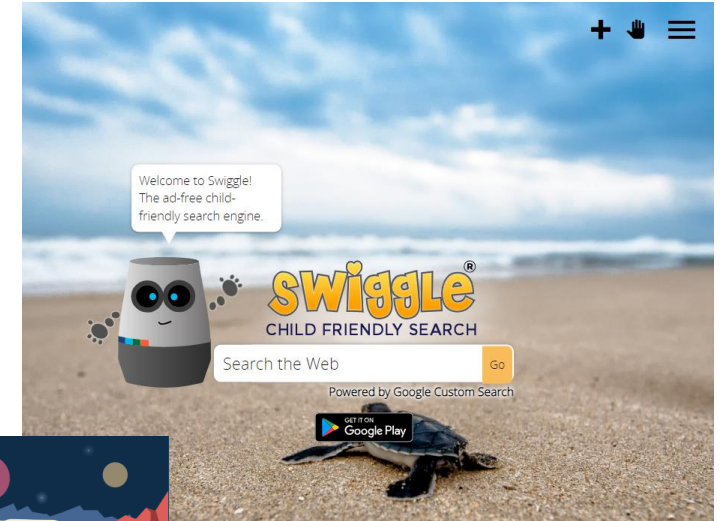 Welcome to Swiggle!
The ad-free child-
friendly search engine.
swiggle®
CHILD FRIENDLY SEARCH
Search the Web
Go
Powered by Google Custom Search
GET IT ON
Google Play